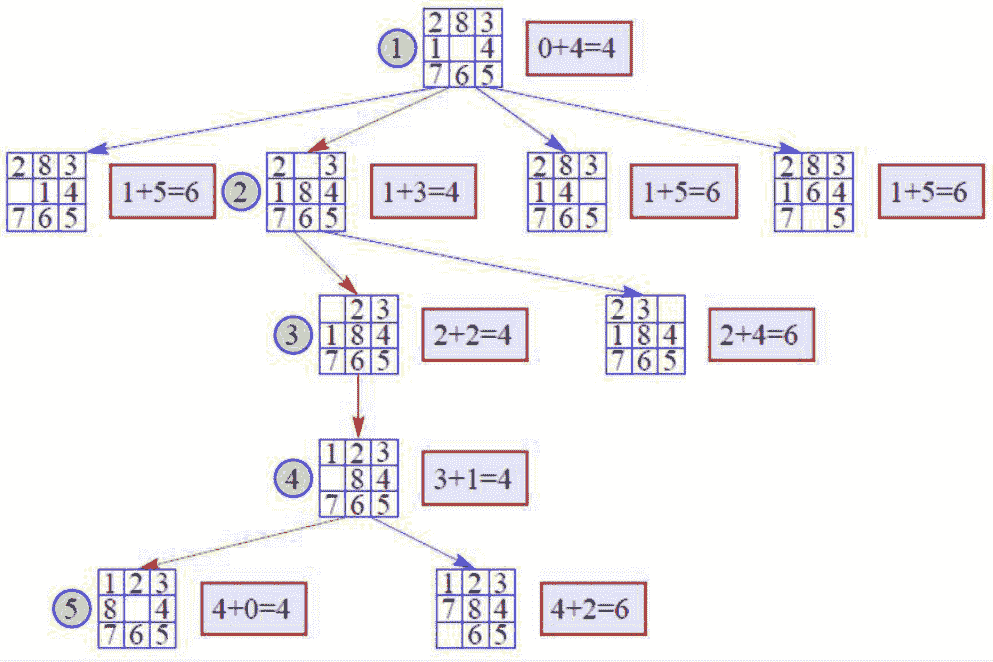 2 8 3
1 1 4 0+4=4
7 6 5
2 8 3 2 3 2 8 3 2 8 3
1 4 1+5=6 2 1 8 4 1+3=4 1 4 1+5=6 1 6 4 1+5=6
7 6 5 7 6 5 7 6 5 7 5
2 3 2 3
3 1 8 4 2+2=4 1 8 4 2+4=6
7 6 5 7 6 5
1 2 3
4 8 4 3+1=4
7 6 5
1 2 3 1 2 3
5 8 4 4+0=4 7 8 4 4+2=6
7 6 5 6 5